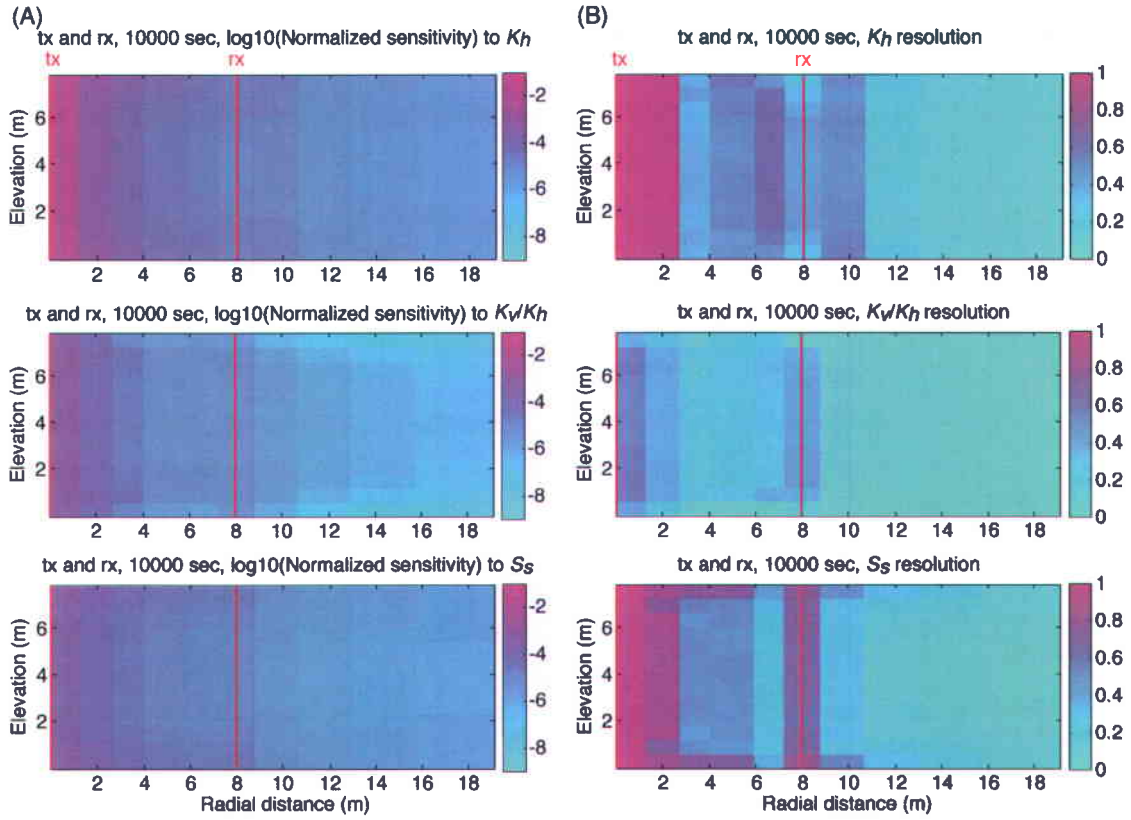 (A)
tx and rx, 10000 sec, log10(Normalized sensitivity) to Kh
tx
rx
Elevation (m)
6
4
2
2 4 6 8 10 12 14 16 18
-2
-4
-6
-8
tx and rx, 10000 sec, log10(Normalized sensitivity) to Kv/Kh
Elevation (m)
6
4
2
2 4 6 8 10 12 14 16 18
-2
-4
-6
-8
tx and rx, 10000 sec, log10(Normalized sensitivity) to Ss
Elevation (m)
6
4
2
2 4 6 8 10 12 14 16 18
Radial distance (m)
-2
-4
-6
-8
(B)
tx and rx, 10000 sec, Kh resolution
tx
rx
Elevation (m)
6
4
2
2 4 6 8 10 12 14 16 18
1
0.8
0.6
0.4
0.2
0
tx and rx, 10000 sec, Kv/Kh resolution
Elevation (m)
6
4
2
2 4 6 8 10 12 14 16 18
1
0.8
0.6
0.4
0.2
0
tx and rx, 10000 sec, Ss resolution
Elevation (m)
6
4
2
2 4 6 8 10 12 14 16 18
Radial distance (m)
1
0.8
0.6
0.4
0.2
0